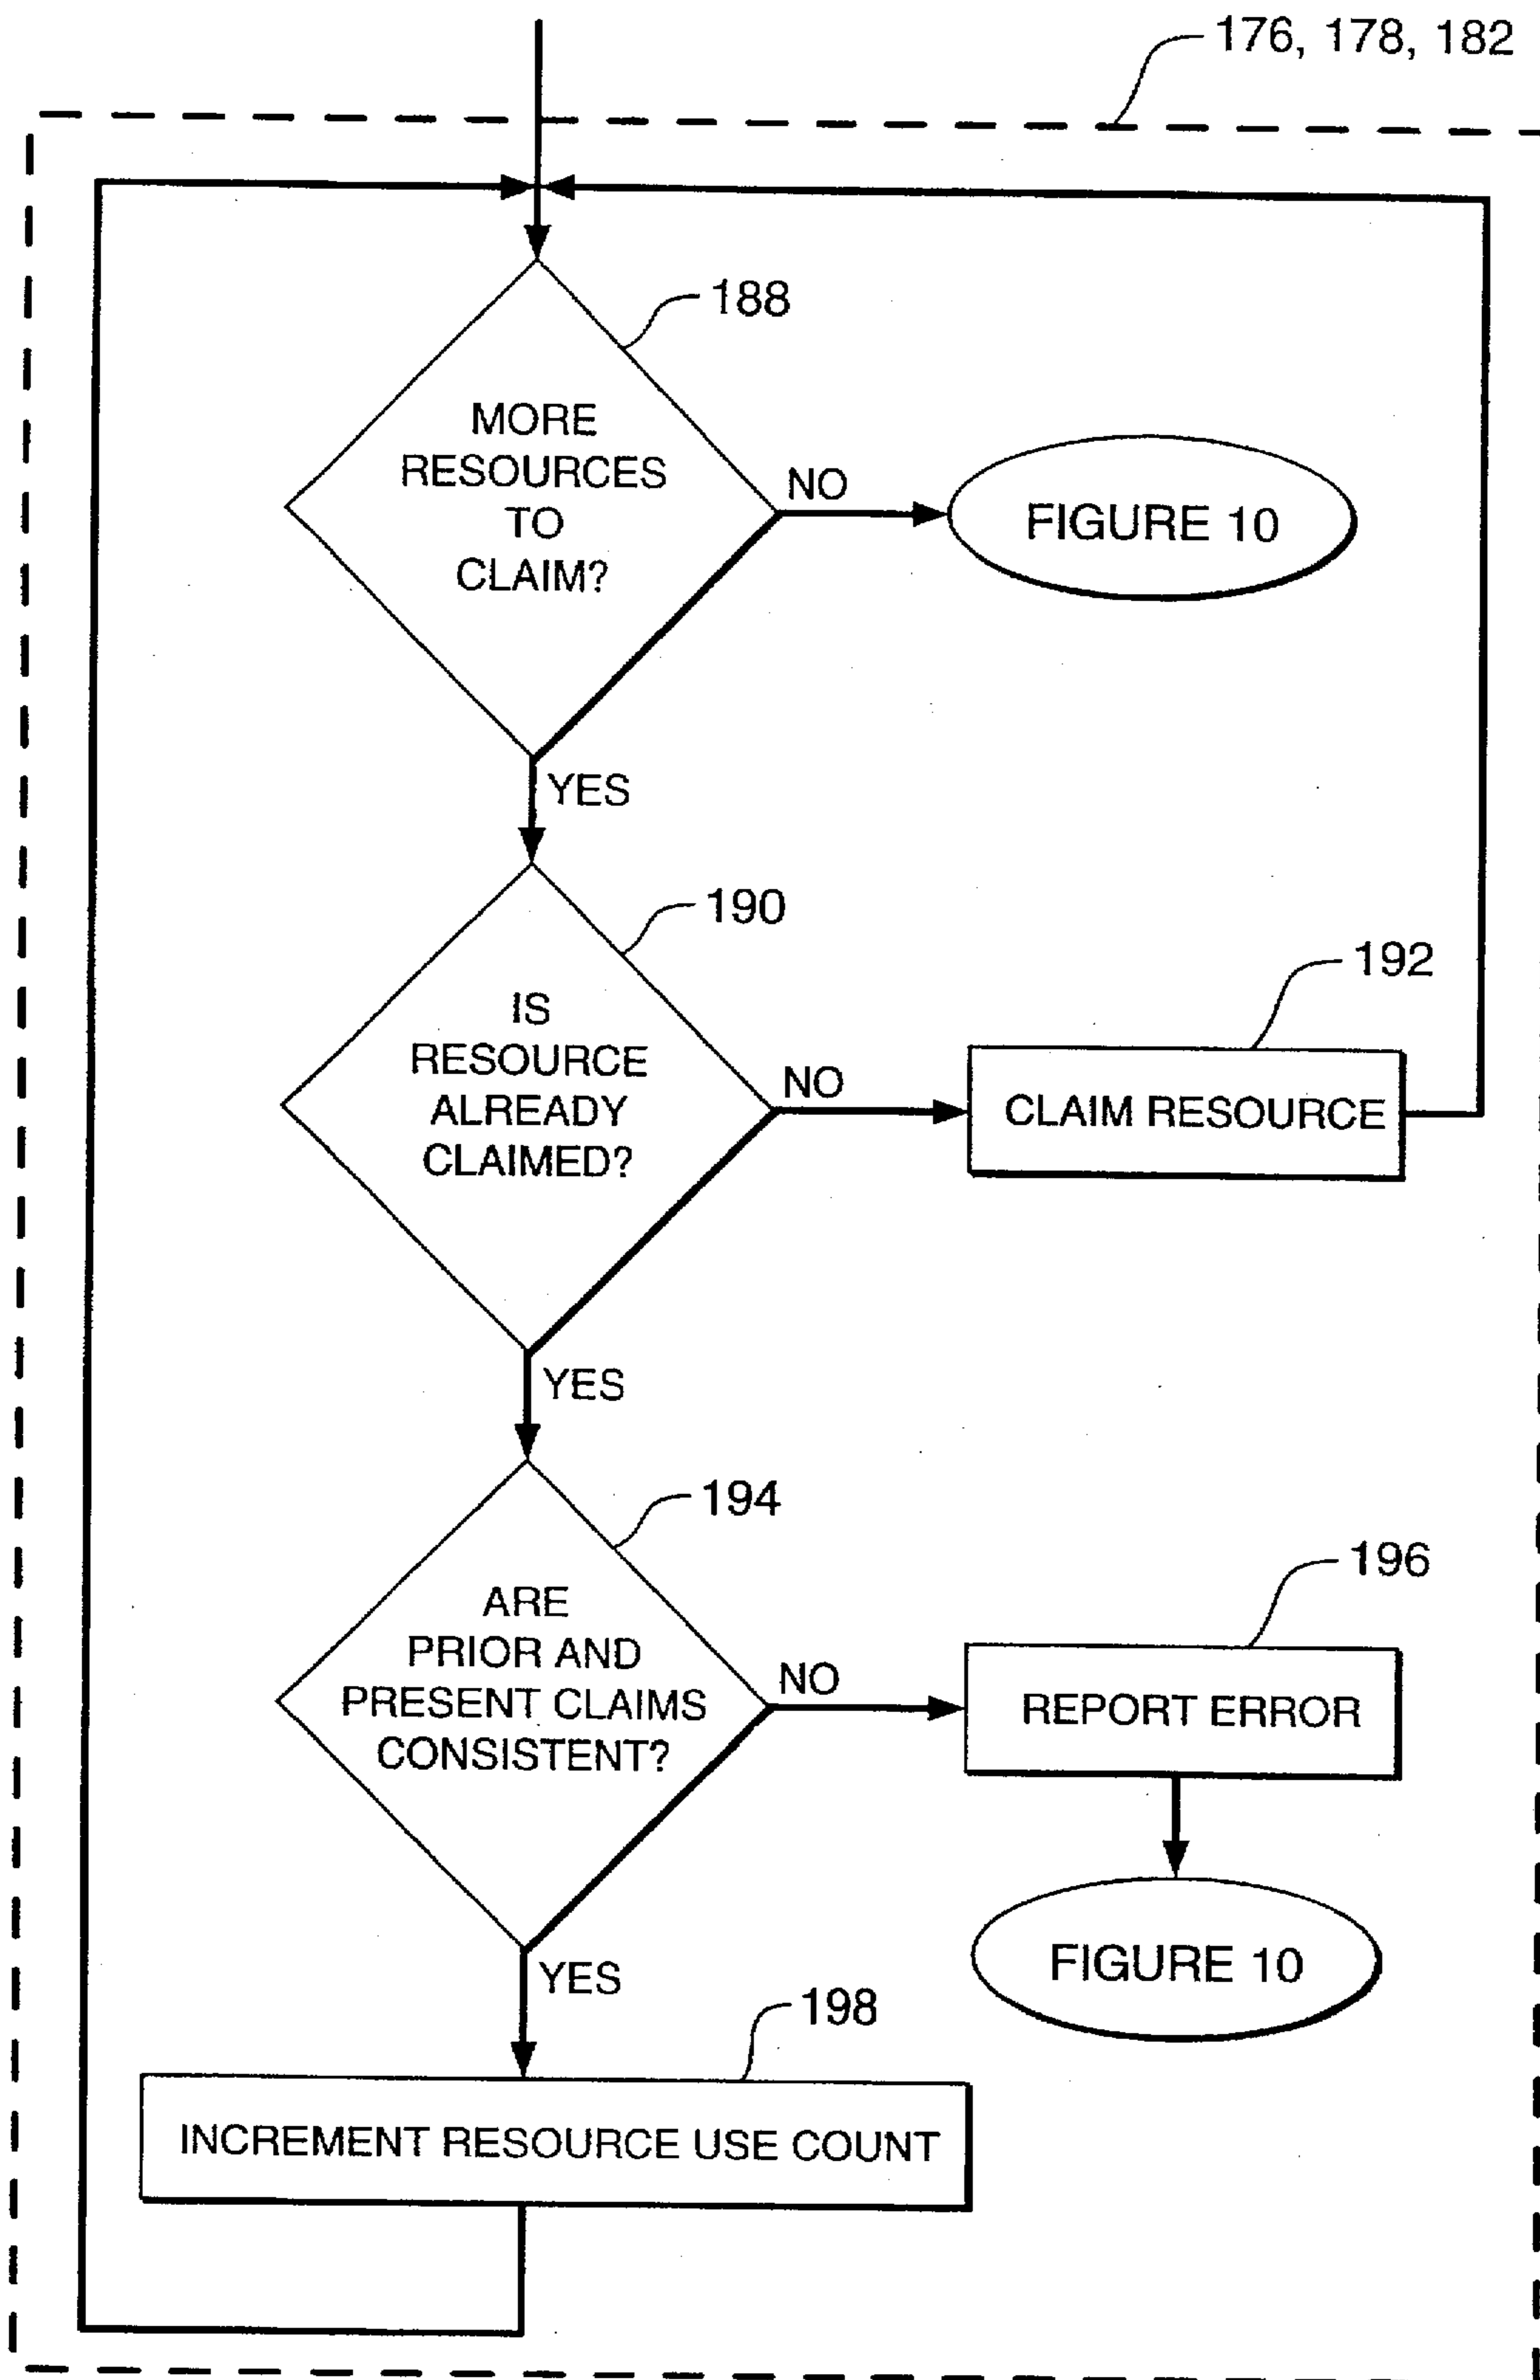 176, 178, 182
188
MORE
RESOURCES
TO
CLAIM?
NO
FIGURE 10
YES
190
IS
RESOURCE
ALREADY
CLAIMED?
NO
192
CLAIM RESOURCE
YES
194
ARE
PRIOR AND
PRESENT CLAIMS
CONSISTENT?
NO
196
REPORT ERROR
FIGURE 10
YES
198
INCREMENT RESOURCE USE COUNT